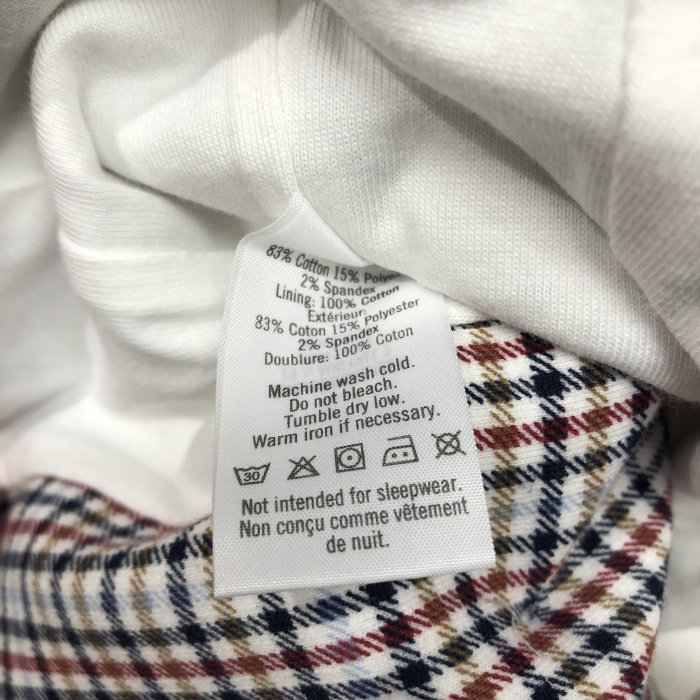 83% Cotton 15%
2% Spandex
Lining: 100% Cotton
Extérieur:
83% Coton 15% Polyester
2% Spandex
Doublure: 100% Coton
Machine wash cold.
Do not bleach.
Tumble dry low.
Warm iron if necessary.
30
Not intended for sleepwear.
Non conçu comme vêtement
de nuit.